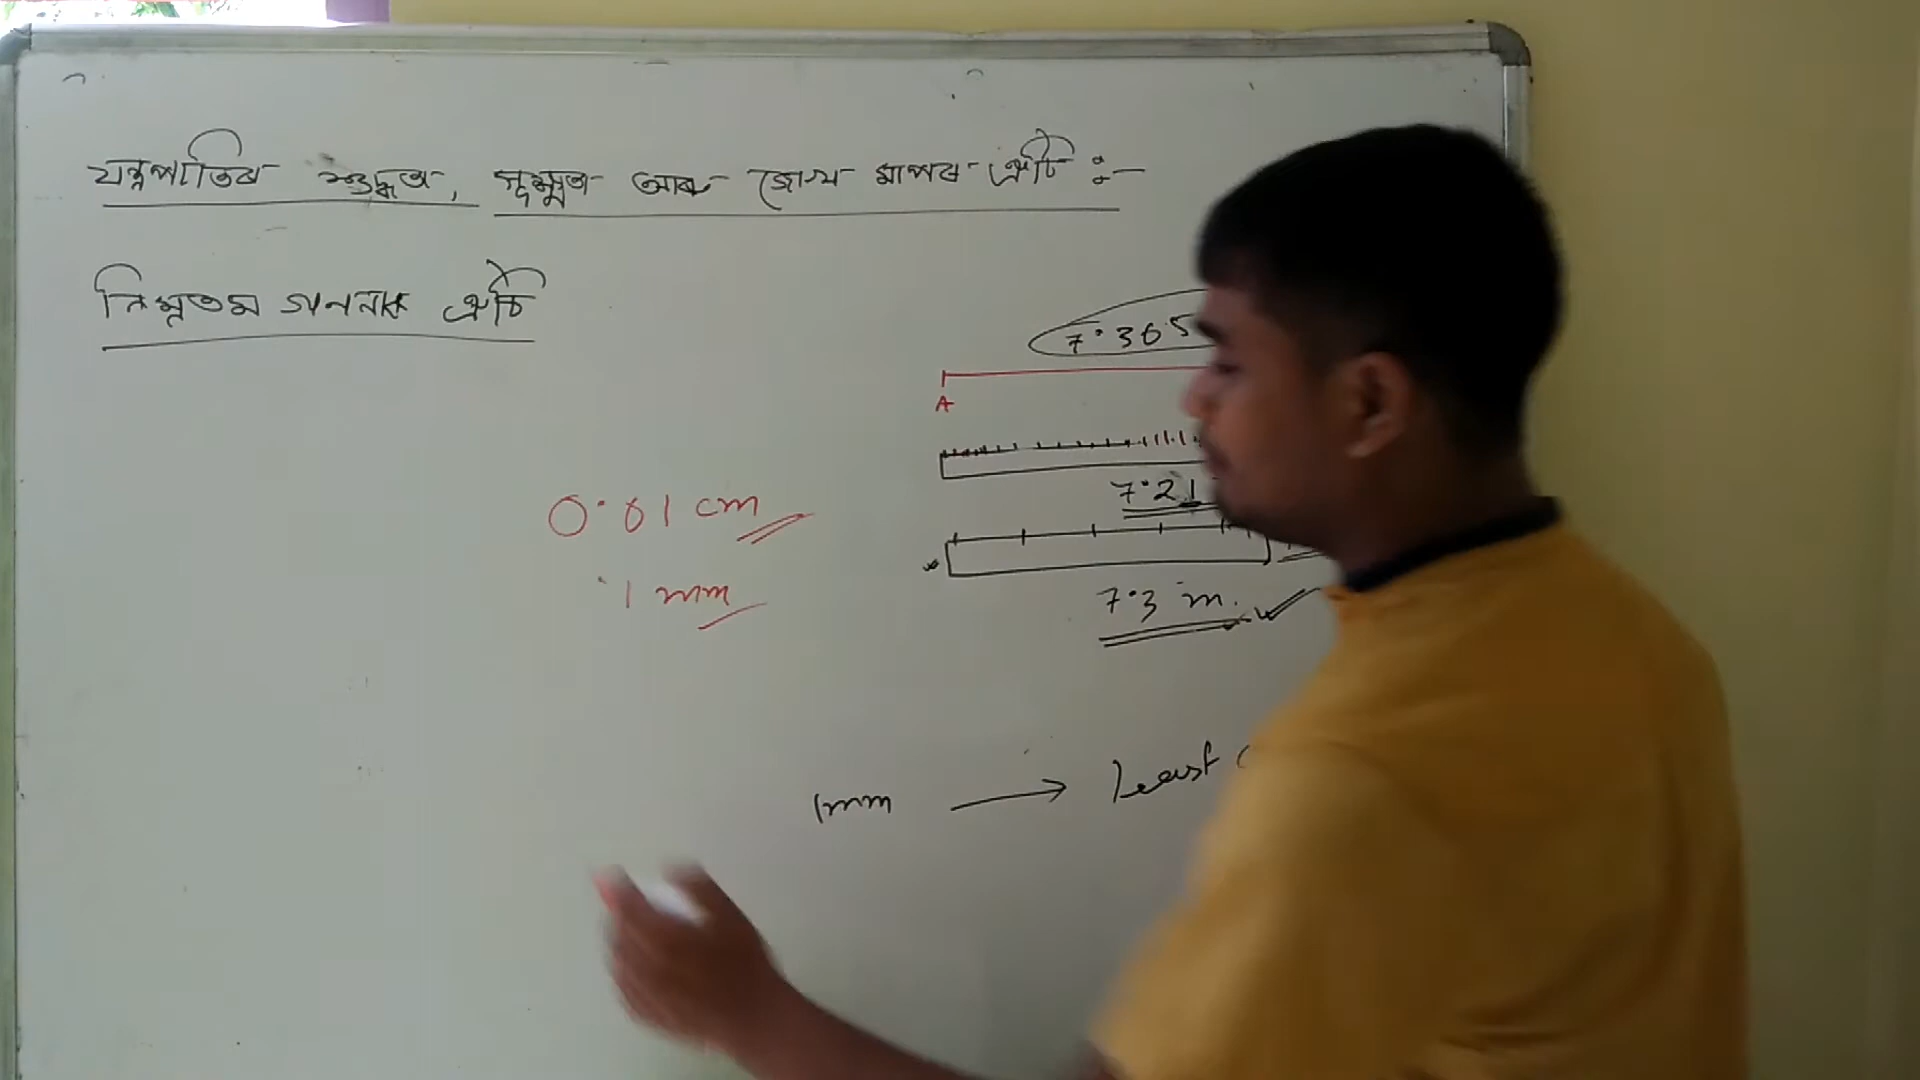 যন্ত্ৰপাতিৰ শুদ্ধতা, সূক্ষ্মতা আৰু জোখ মাপৰ ত্ৰুটি :-
নিম্নতম গণনাংক ত্ৰুটি
7.365
A
7.21
0.01 cm
.1 mm
7.3 m.
1mm → Least